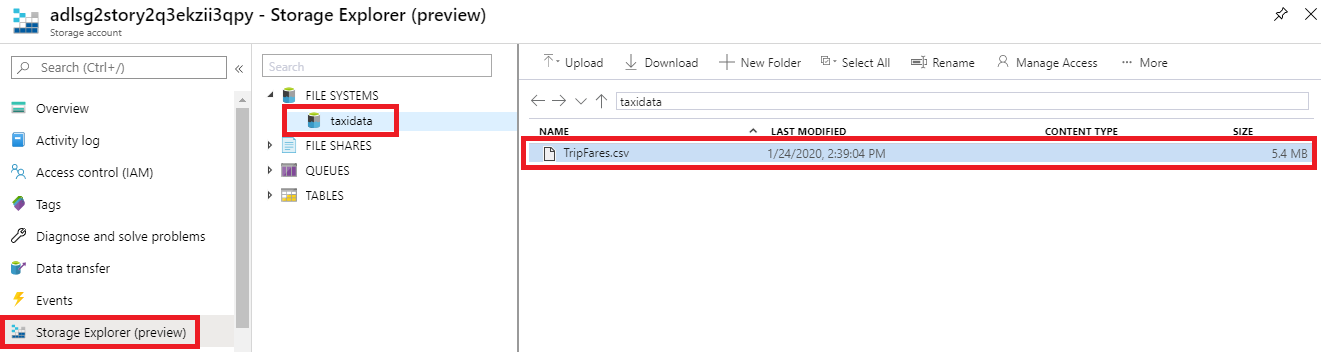 adlsg2story2q3ekzii3qpy - Storage Explorer (preview)
Storage account
Search (Ctrl+/)
Overview
Activity log
Access control (IAM)
Tags
Diagnose and solve problems
Data transfer
Events
Storage Explorer (preview)
Search
FILE SYSTEMS
taxidata
FILE SHARES
QUEUES
TABLES
Upload Download New Folder Select All Rename Manage Access ··· More
taxidata
NAME LAST MODIFIED CONTENT TYPE SIZE
TripFares.csv 1/24/2020, 2:39:04 PM 5.4 MB